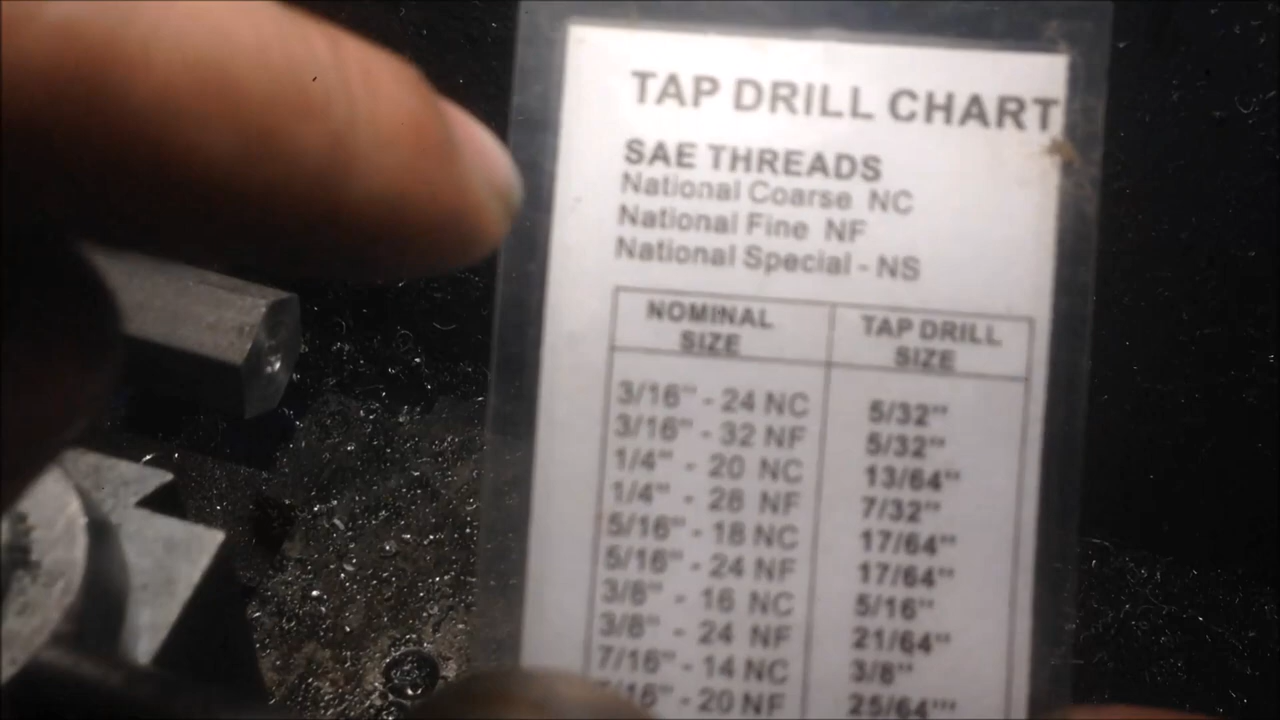 TAP DRILL CHART
SAE THREADS
National Coarse NC
National Fine NF
National Special - NS
NOMINAL SIZE TAP DRILL SIZE
3/16" - 24 NC 5/32"
3/16" - 32 NF 5/32"
1/4" - 20 NC 13/64"
1/4" - 28 NF 7/32"
5/16" - 18 NC 17/64"
5/16" - 24 NF 17/64"
3/8" - 16 NC 5/16"
3/8" - 24 NF 21/64"
7/16" - 14 NC 3/8"
7/16" - 20 NF 25/64"'